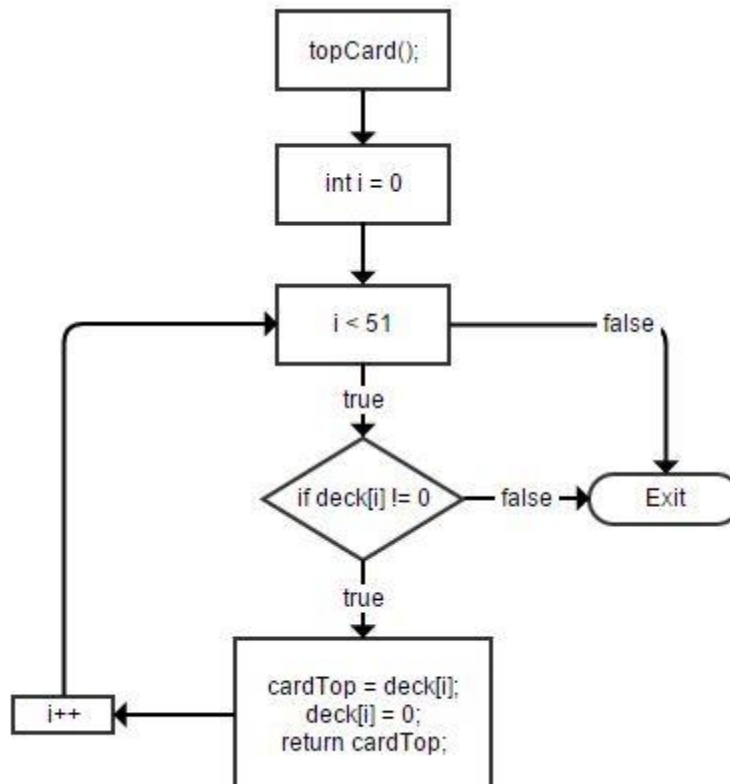 topCard();
int i = 0
i < 51
false
true
if deck[i] != 0
false
Exit
true
cardTop = deck[i];
deck[i] = 0;
return cardTop;
i++